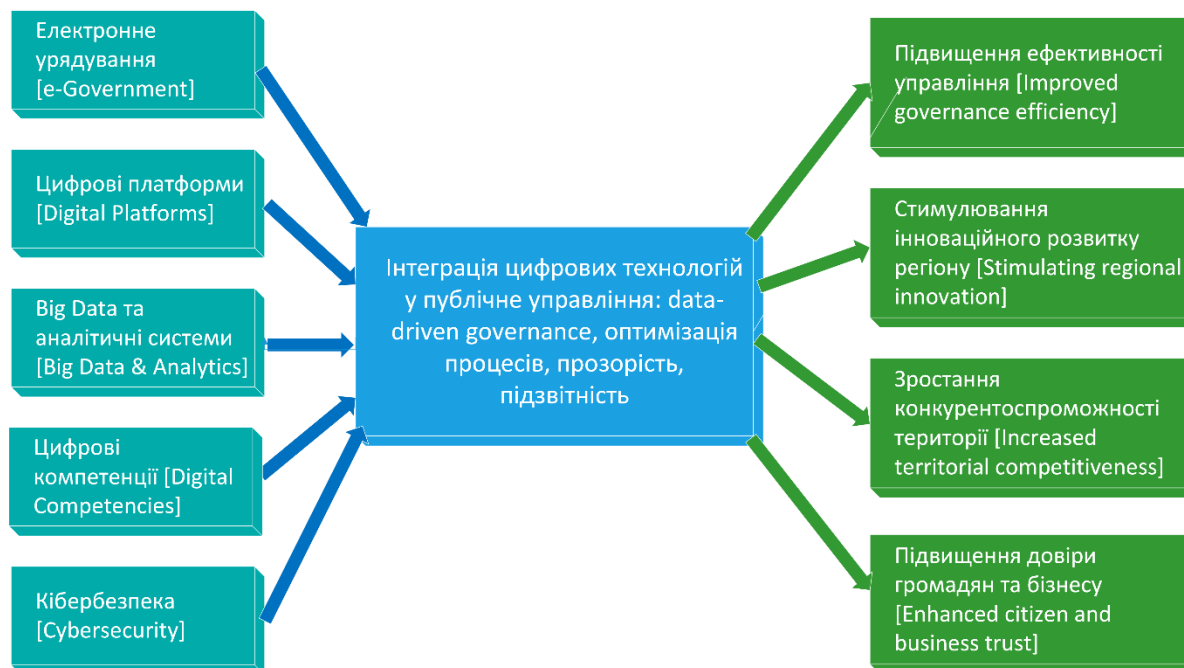 Електронне
урядування
[e-Government]
Цифрові платформи
[Digital Platforms]
Big Data та
аналітичні системи
[Big Data & Analytics]
Цифрові
компетенції [Digital
Competencies]
Кібербезпека
[Cybersecurity]
Інтеграція цифрових технологій
у публічне управління: data-
driven governance, оптимізація
процесів, прозорість,
підзвітність
Підвищення ефективності
управління [Improved
governance efficiency]
Стимулювання
інноваційного розвитку
регіону [Stimulating regional
innovation]
Зростання
конкурентоспроможності
території [Increased
territorial competitiveness]
Підвищення довіри
громадян та бізнесу
[Enhanced citizen and
business trust]